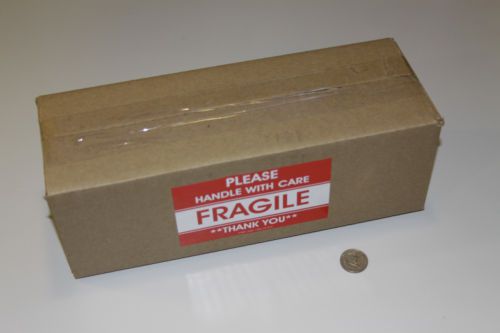 PLEASE
HANDLE WITH CARE
FRAGILE
**THANK YOU**